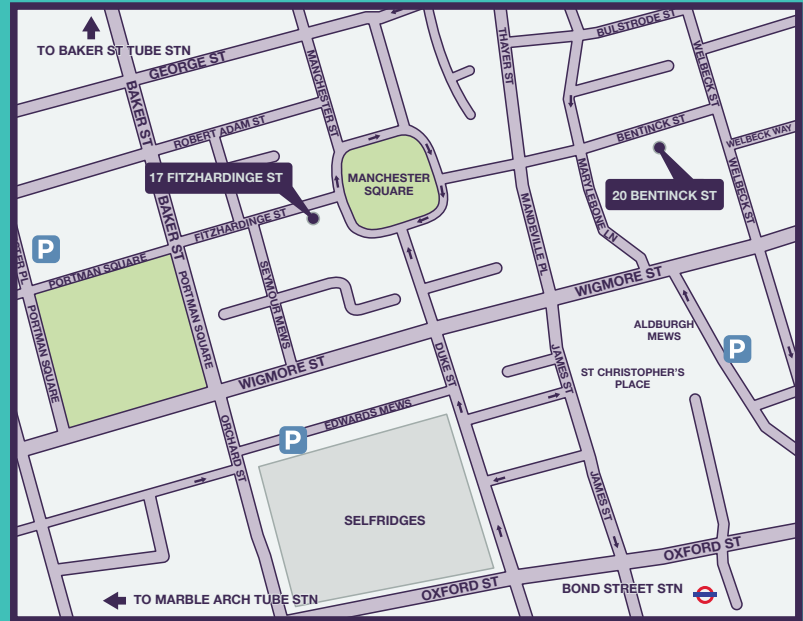 TO BAKER ST TUBE STN
GEORGE ST
MANCHESTER ST
THAYER ST
BULSTRODE ST
WELBECK ST
BAKER ST
ROBERT ADAM ST
BENTINCK ST
WELBECK WAY
17 FITZHARDINGE ST
MANCHESTER
SQUARE
20 BENTINCK ST
MARYLEBONE LN
WELBECK ST
BAKER ST
FITZHARDINGE ST
MANDEVILLE PL
P
PORTMAN SQUARE
SEYMOUR MEWS
PORTMAN SQUARE
PORTMAN SQUARE
WIGMORE ST
WIGMORE ST
ALDBURGH
MEWS
P
DUKE ST
JAMES ST
ST CHRISTOPHER'S
PLACE
ORCHARD ST
EDWARDS MEWS
P
SELFRIDGES
JAMES ST
OXFORD ST
OXFORD ST
BOND STREET STN
TO MARBLE ARCH TUBE STN